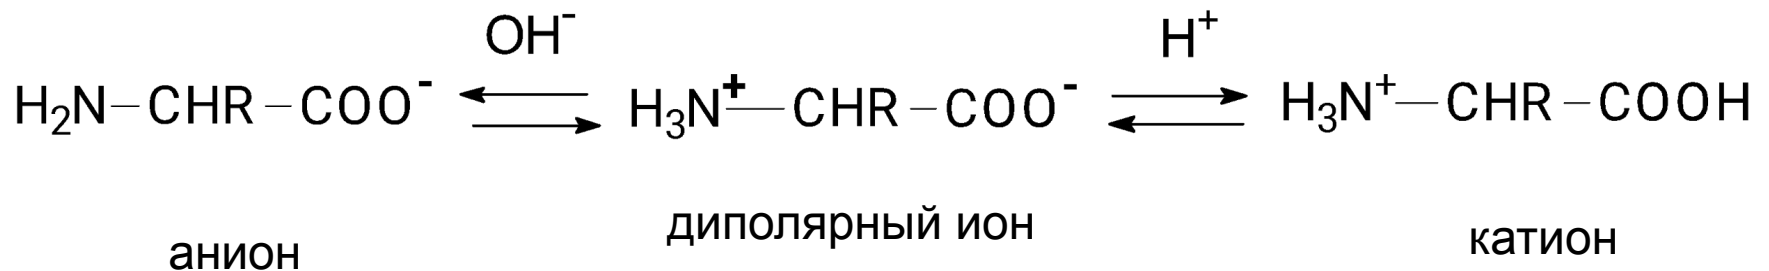 OH⁻ H⁺
H₂N–CHR–COO⁻ H₃N⁺–CHR–COO⁻ H₃N⁺–CHR–COOH
анион диполярный ион катион